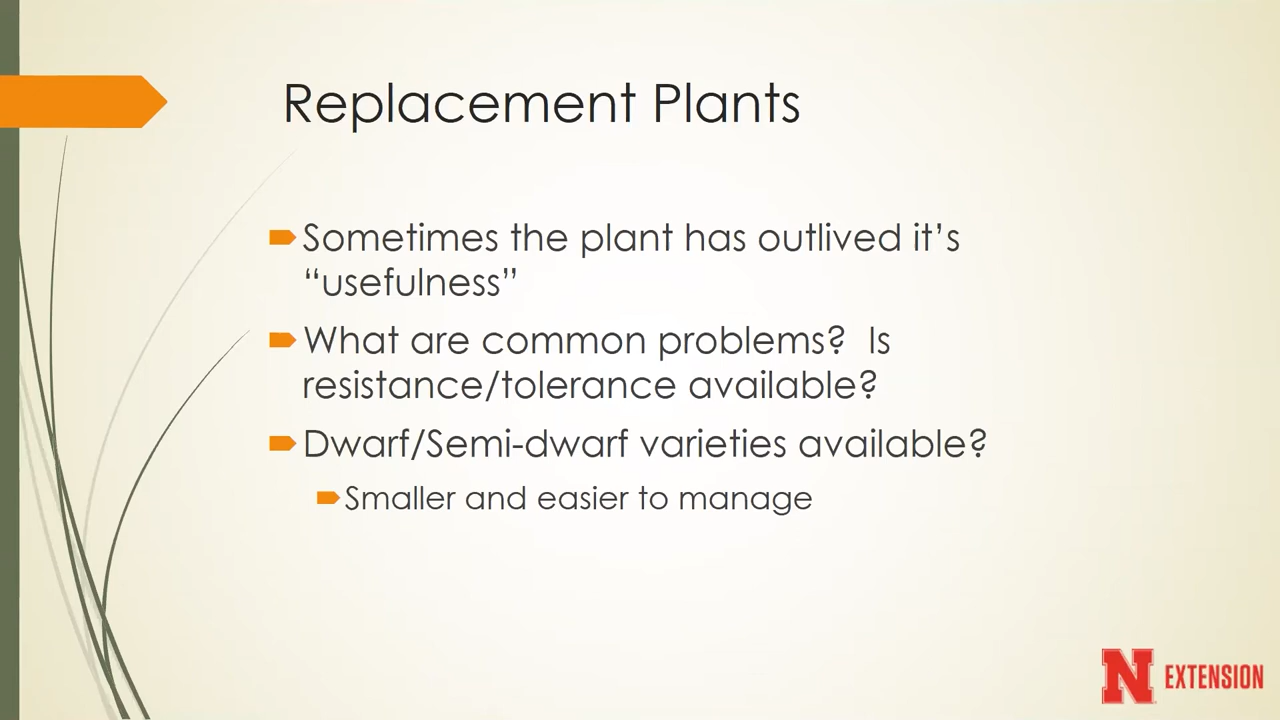 Replacement Plants
Sometimes the plant has outlived it’s
“usefulness”
What are common problems?  Is
resistance/tolerance available?
Dwarf/Semi-dwarf varieties available?
Smaller and easier to manage
N EXTENSION